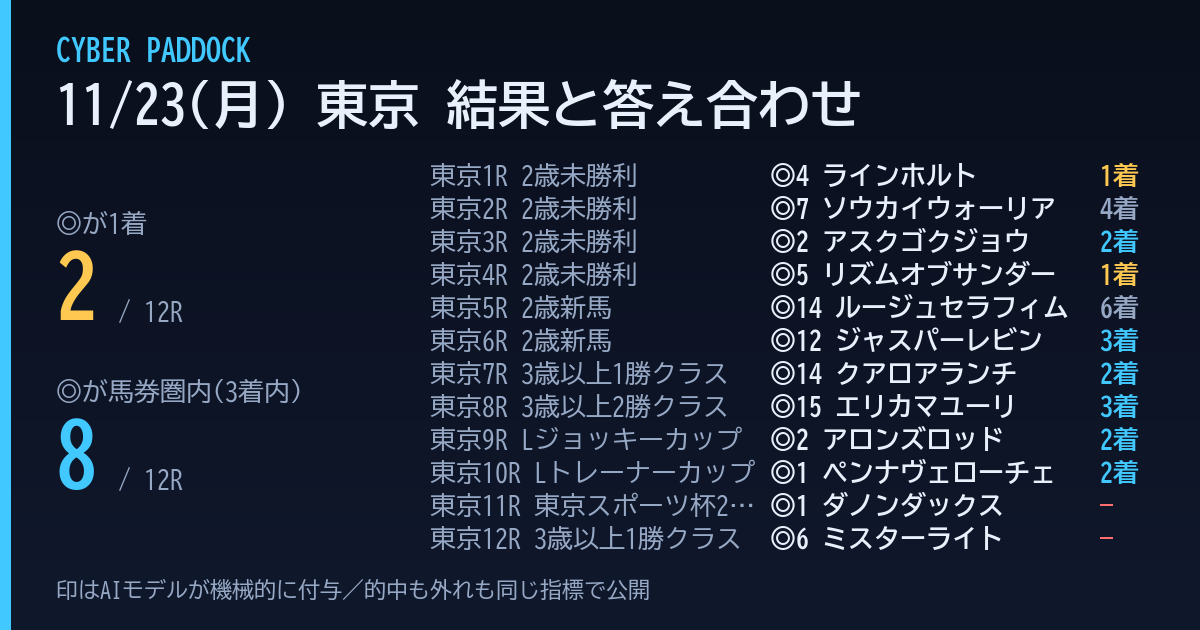 CYBER PADDOCK
11/23(月) 東京 結果と答え合わせ
◎が1着
2 / 12R
◎が馬券圏内(3着内)
8 / 12R
東京1R 2歳未勝利 ◎4 ラインホルト 1着
東京2R 2歳未勝利 ◎7 ソウカイウォーリア 4着
東京3R 2歳未勝利 ◎2 アスクゴクジョウ 2着
東京4R 2歳未勝利 ◎5 リズムオブサンダー 1着
東京5R 2歳新馬 ◎14 ルージュセラフィム 6着
東京6R 2歳新馬 ◎12 ジャスパーレビン 3着
東京7R 3歳以上1勝クラス ◎14 クアロアランチ 2着
東京8R 3歳以上2勝クラス ◎15 エリカマユーリ 3着
東京9R Lジョッキーカップ ◎2 アロンズロッド 2着
東京10R Lトレーナーカップ ◎1 ペンナヴェローチェ 2着
東京11R 東京スポーツ杯2… ◎1 ダノンダックス –
東京12R 3歳以上1勝クラス ◎6 ミスターライト –
印はAIモデルが機械的に付与／的中も外れも同じ指標で公開